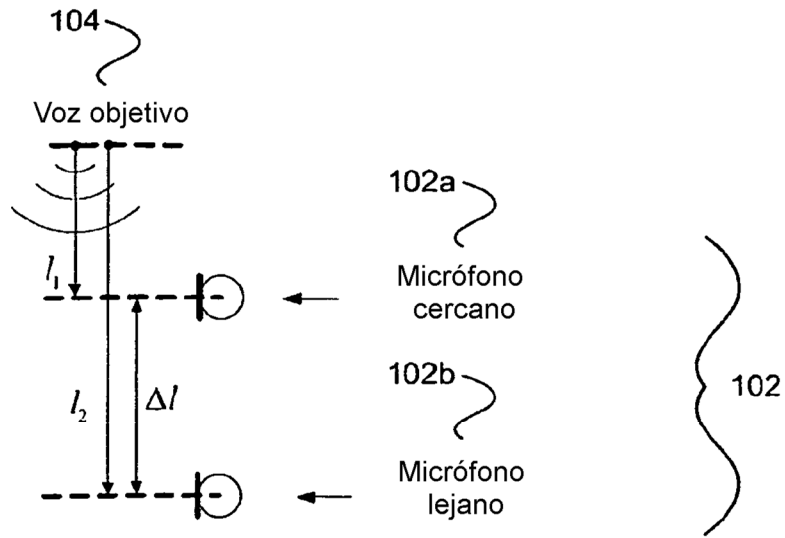 104
Voz objetivo
102a
l₁
Micrófono
cercano
102b
l₂
Δl
102
Micrófono
lejano